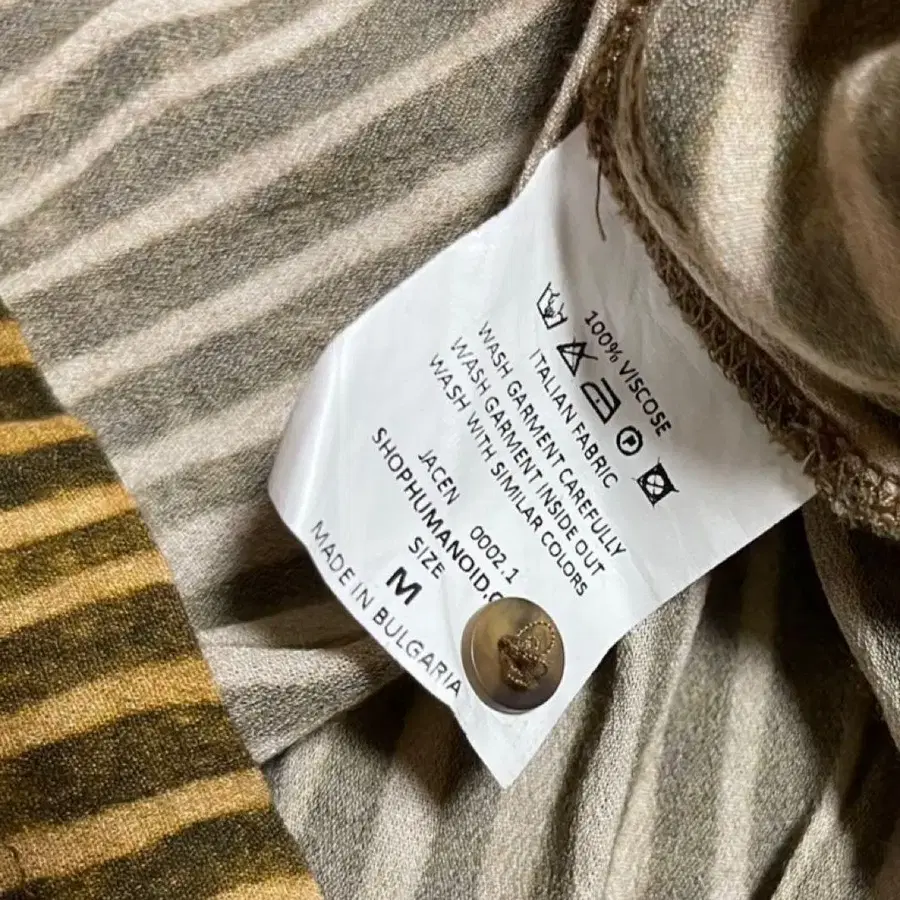 100% VISCOSE
P
ITALIAN FABRIC
WASH GARMENT CAREFULLY
WASH GARMENT INSIDE OUT
WASH WITH SIMILAR COLORS
JACEN 0002.1
SHOPHUMANOID.
SIZE
M
MADE IN BULGARIA